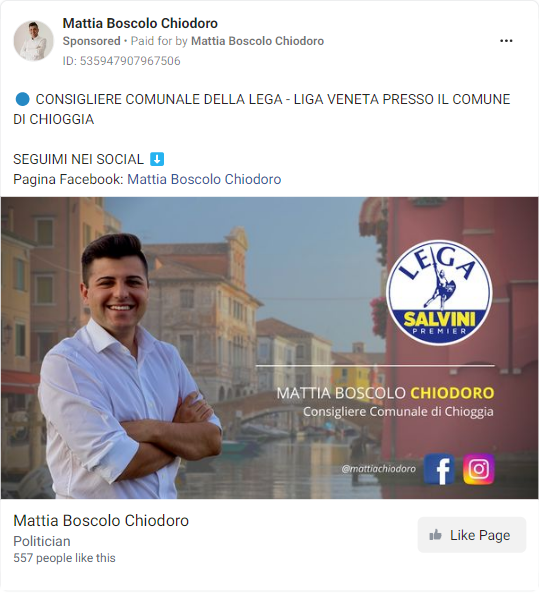 Mattia Boscolo Chiodoro
Sponsored • Paid for by Mattia Boscolo Chiodoro
ID: 535947907967506
CONSIGLIERE COMUNALE DELLA LEGA - LIGA VENETA PRESSO IL COMUNE
DI CHIOGGIA
SEGUIMI NEI SOCIAL ⬇
Pagina Facebook: Mattia Boscolo Chiodoro
LEGA
SALVINI
PREMIER
MATTIA BOSCOLO CHIODORO
Consigliere Comunale di Chioggia
@mattiachiodoro
Mattia Boscolo Chiodoro
Politician
557 people like this
Like Page